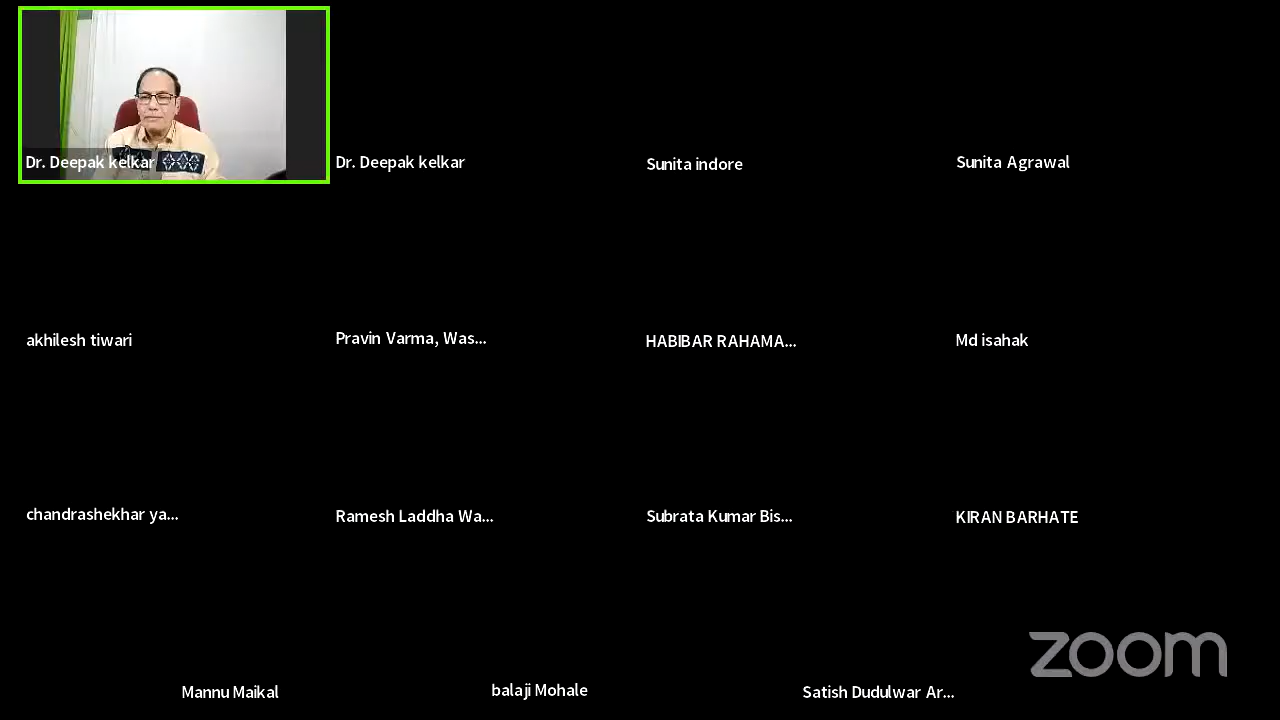 Dr. Deepak kelkar
Dr. Deepak kelkar
Sunita indore
Sunita Agrawal
akhilesh tiwari
Pravin Varma, Was...
HABIBAR RAHAMA...
Md isahak
chandrashekhar ya...
Ramesh Laddha Wa...
Subrata Kumar Bis...
KIRAN BARHATE
zoom
Mannu Maikal
balaji Mohale
Satish Dudulwar Ar...